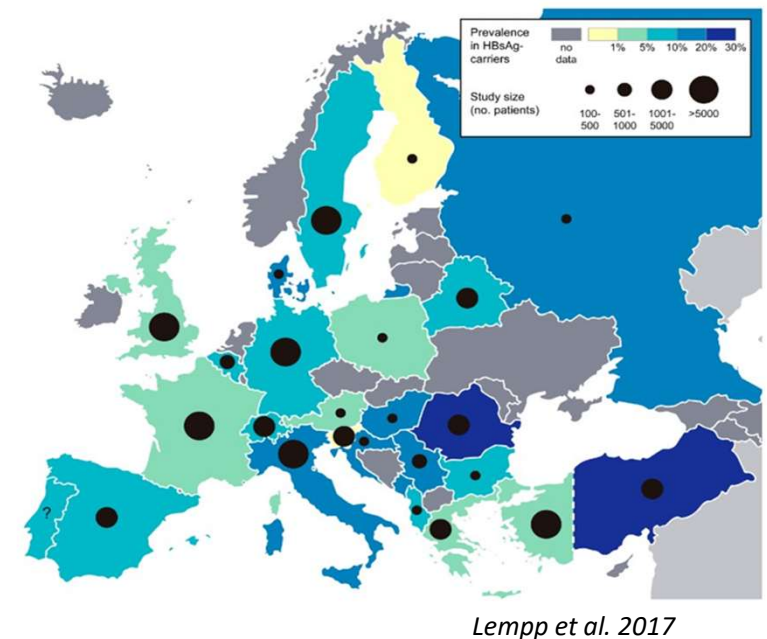 Prevalence
in HBsAg-
carriers
no
data
1% 5% 10% 20% 30%
Study size
(no. patients)
100-
500
501-
1000
1001-
5000
>5000
?
Lempp et al. 2017